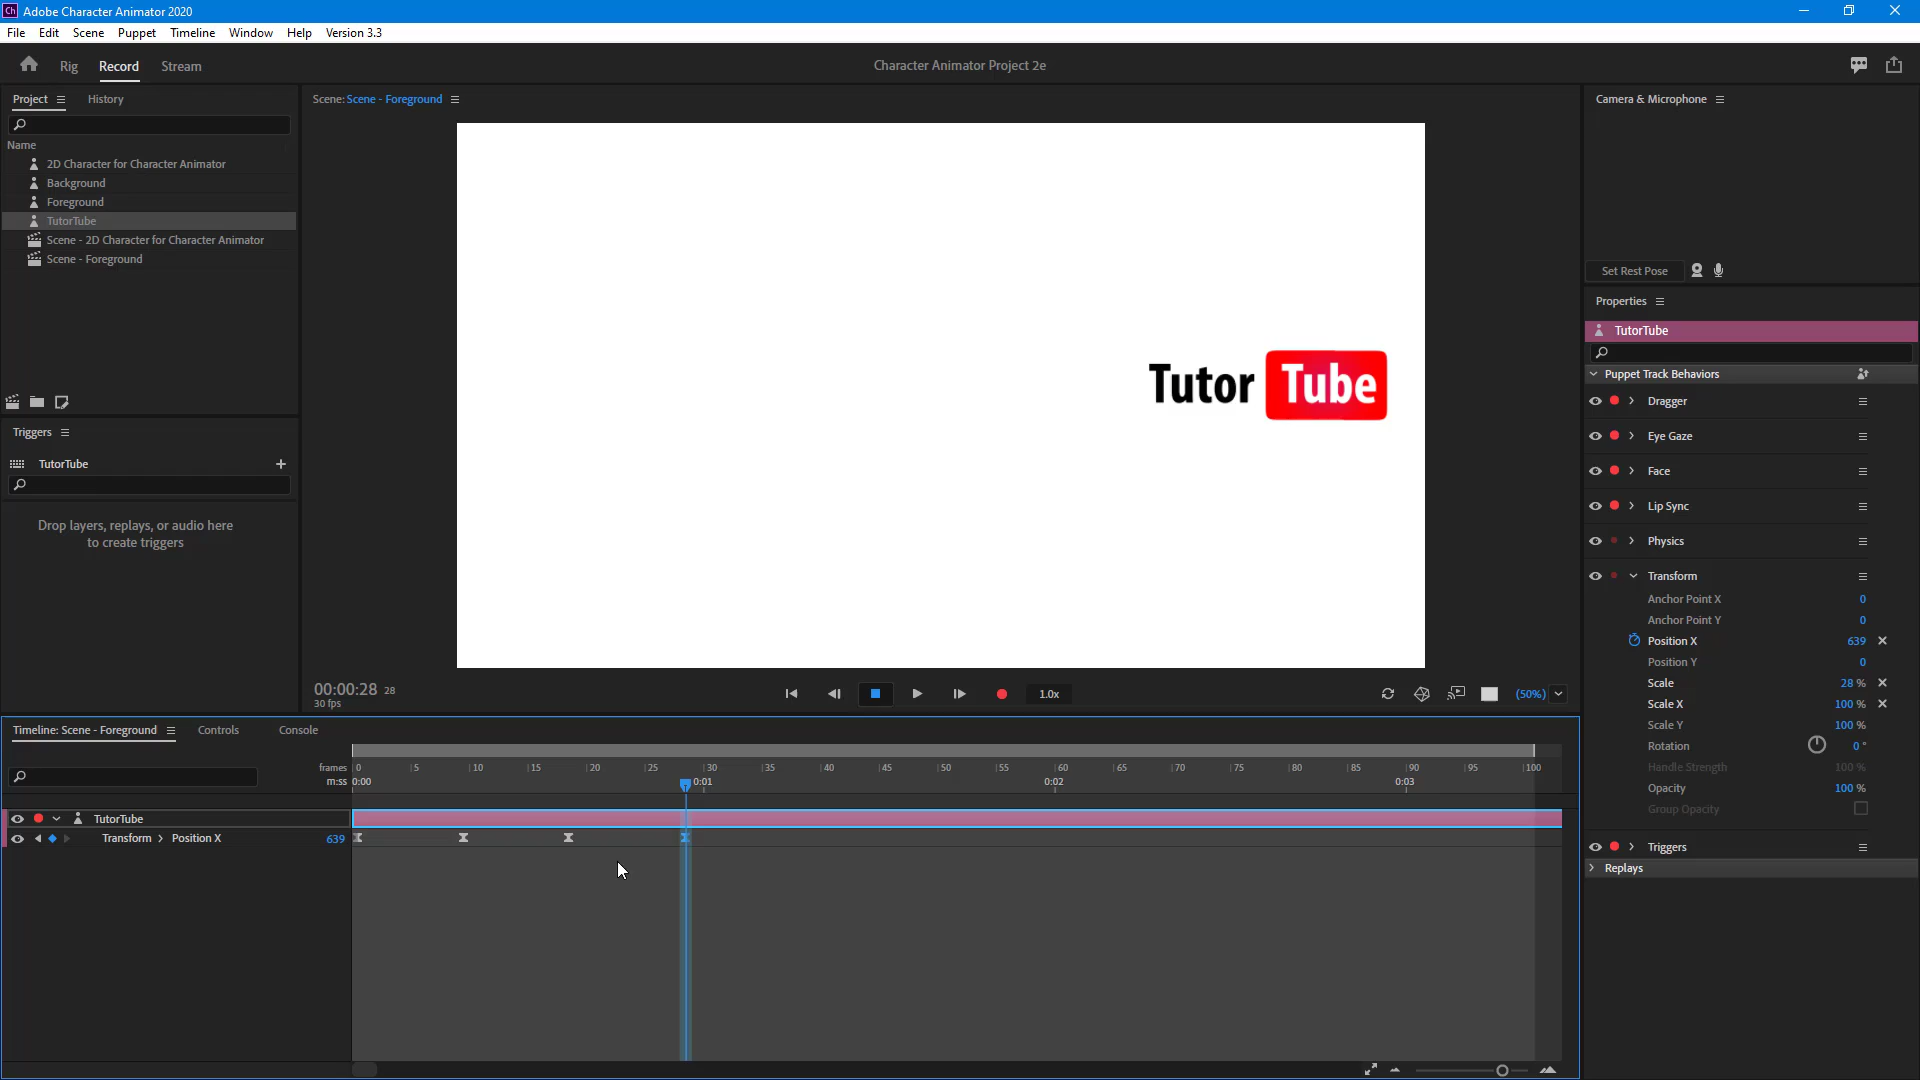 Ch Adobe Character Animator 2020
File Edit Scene Puppet Timeline Window Help Version 3.3
Rig Record Stream
Character Animator Project 2e
Project History
Name
2D Character for Character Animator
Background
Foreground
TutorTube
Scene - 2D Character for Character Animator
Scene - Foreground
Triggers
TutorTube
Drop layers, replays, or audio here
to create triggers
Scene: Scene - Foreground
Tutor Tube
00:00:28 28
30 fps
1.0x
(50%)
Camera & Microphone
Set Rest Pose
Properties
TutorTube
Puppet Track Behaviors
Dragger
Eye Gaze
Face
Lip Sync
Physics
Transform
Anchor Point X 0
Anchor Point Y 0
Position X 639
Position Y 0
Scale 28 %
Scale X 100 %
Scale Y 100 %
Rotation 0 °
Handle Strength 100 %
Opacity 100 %
Group Opacity
Triggers
Replays
Timeline: Scene - Foreground Controls Console
frames 0 5 10 15 20 25 30 35 40 45 50 55 60 65 70 75 80 85 90 95 100
m:ss 0:00 0:01 0:02 0:03
TutorTube
Transform > Position X 639